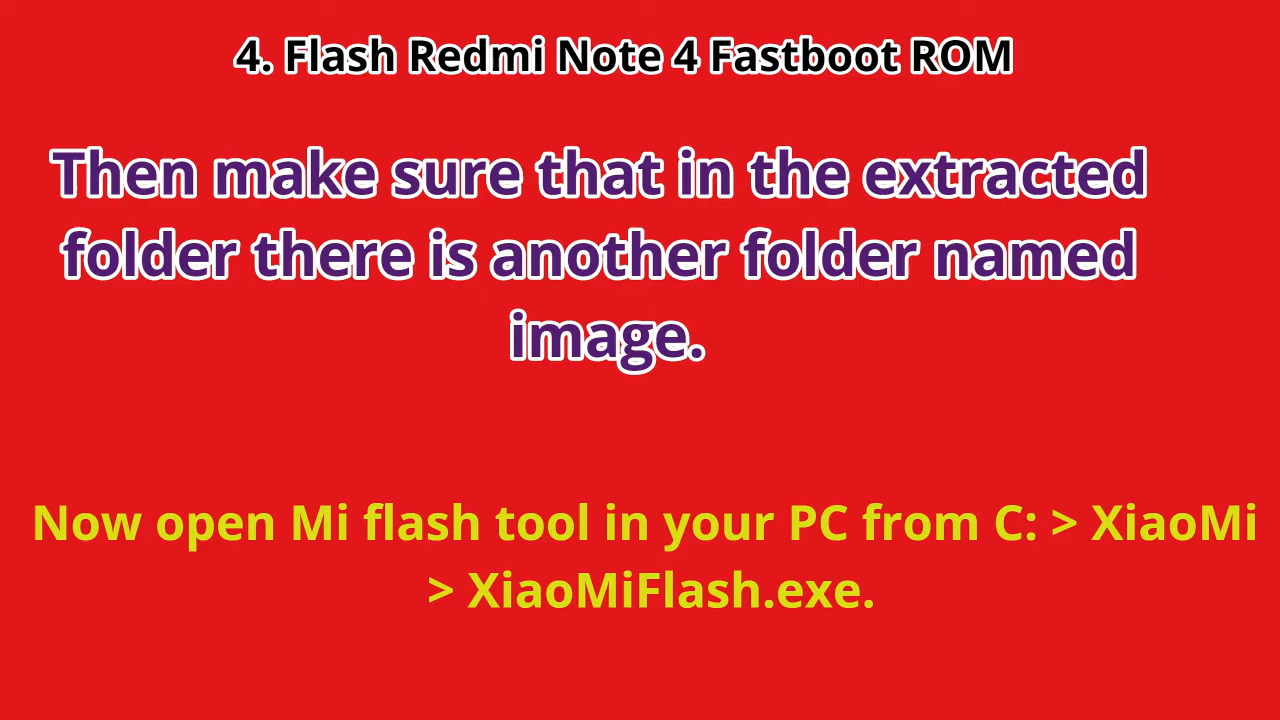 4. Flash Redmi Note 4 Fastboot ROM
Then make sure that in the extracted
folder there is another folder named
image.
Now open Mi flash tool in your PC from C: > XiaoMi
> XiaoMiFlash.exe.